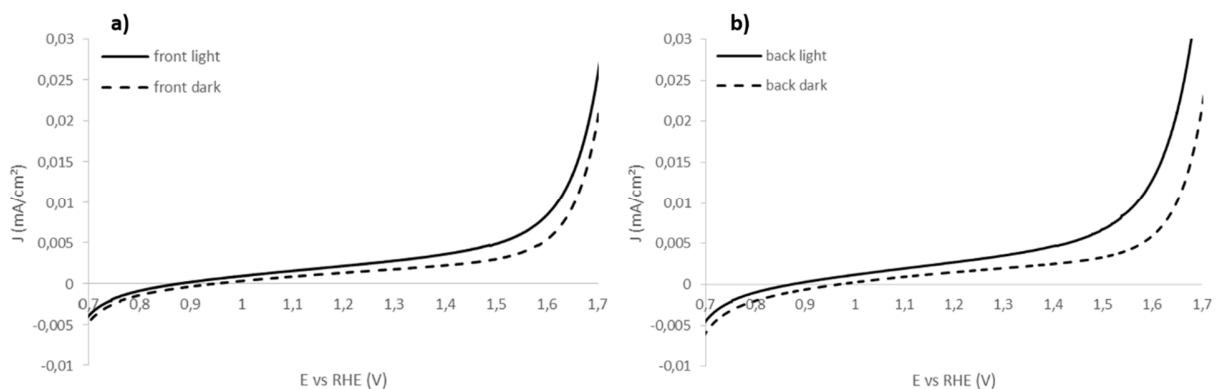 a)
0,03
0,025
0,02
0,015
0,01
0,005
0
-0,005
-0,01
J (mA/cm²)
front light
front dark
0,7 0,8 0,9 1 1,1 1,2 1,3 1,4 1,5 1,6 1,7
E vs RHE (V)
b)
0,03
0,025
0,02
0,015
0,01
0,005
0
-0,005
-0,01
J (mA/cm²)
back light
back dark
0,7 0,8 0,9 1 1,1 1,2 1,3 1,4 1,5 1,6 1,7
E vs RHE (V)